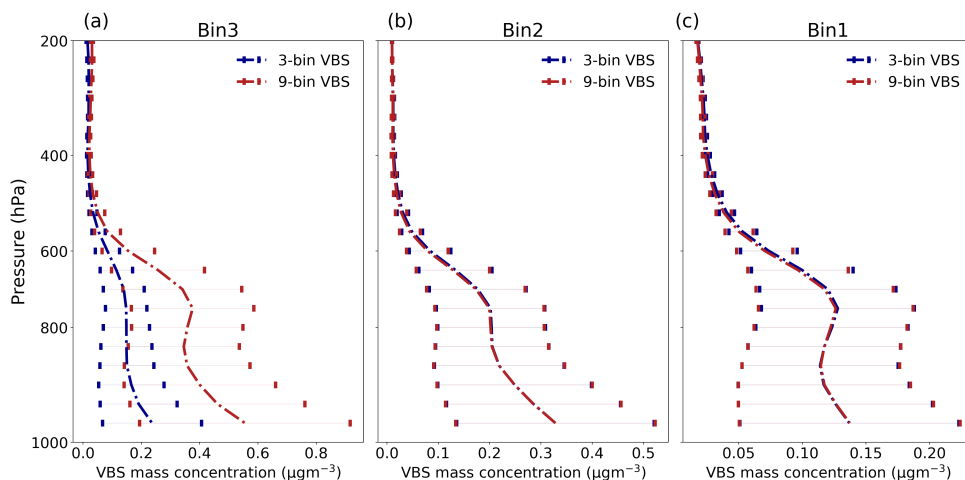 (a) Bin3 (b) Bin2 (c) Bin1
3-bin VBS 3-bin VBS 3-bin VBS
9-bin VBS 9-bin VBS 9-bin VBS
Pressure (hPa)
200
400
600
800
1000
0.0 0.2 0.4 0.6 0.8 0.0 0.1 0.2 0.3 0.4 0.5 0.05 0.10 0.15 0.20
VBS mass concentration (μgm⁻³) VBS mass concentration (μgm⁻³) VBS mass concentration (μgm⁻³)